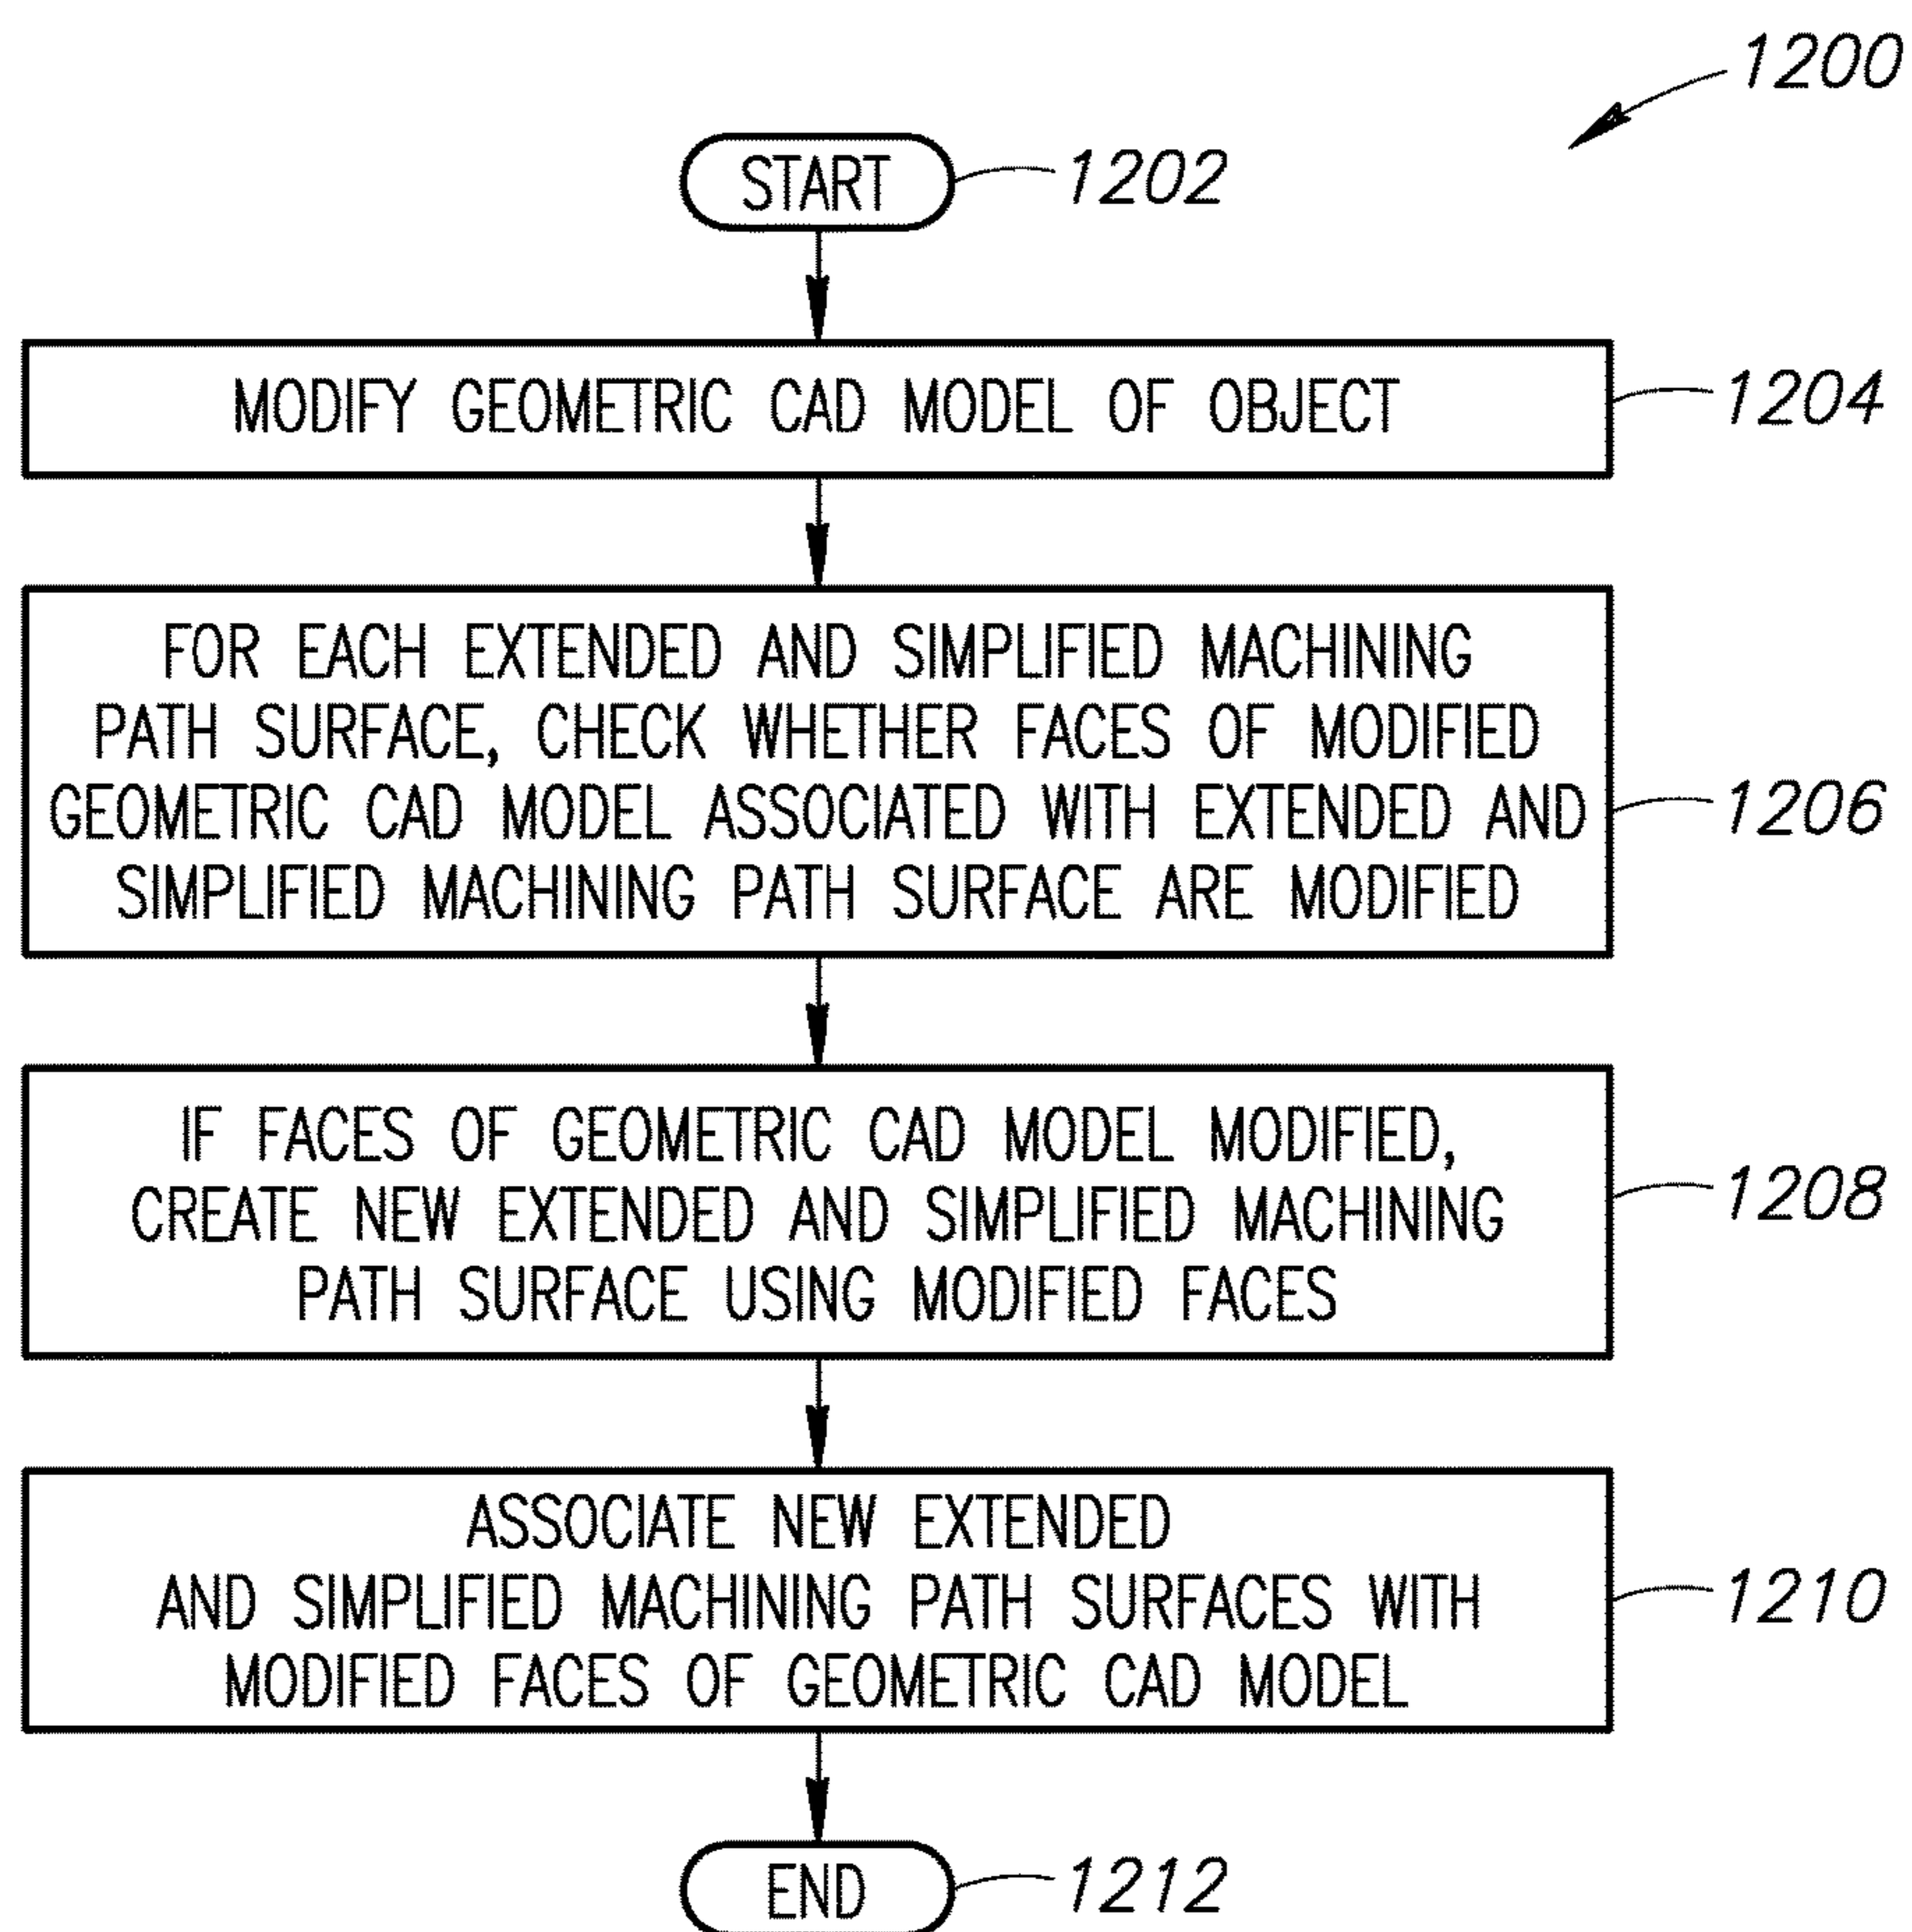 1200
START
1202
MODIFY GEOMETRIC CAD MODEL OF OBJECT
1204
FOR EACH EXTENDED AND SIMPLIFIED MACHINING
PATH SURFACE, CHECK WHETHER FACES OF MODIFIED
GEOMETRIC CAD MODEL ASSOCIATED WITH EXTENDED AND
SIMPLIFIED MACHINING PATH SURFACE ARE MODIFIED
1206
IF FACES OF GEOMETRIC CAD MODEL MODIFIED,
CREATE NEW EXTENDED AND SIMPLIFIED MACHINING
PATH SURFACE USING MODIFIED FACES
1208
ASSOCIATE NEW EXTENDED
AND SIMPLIFIED MACHINING PATH SURFACES WITH
MODIFIED FACES OF GEOMETRIC CAD MODEL
1210
END
1212